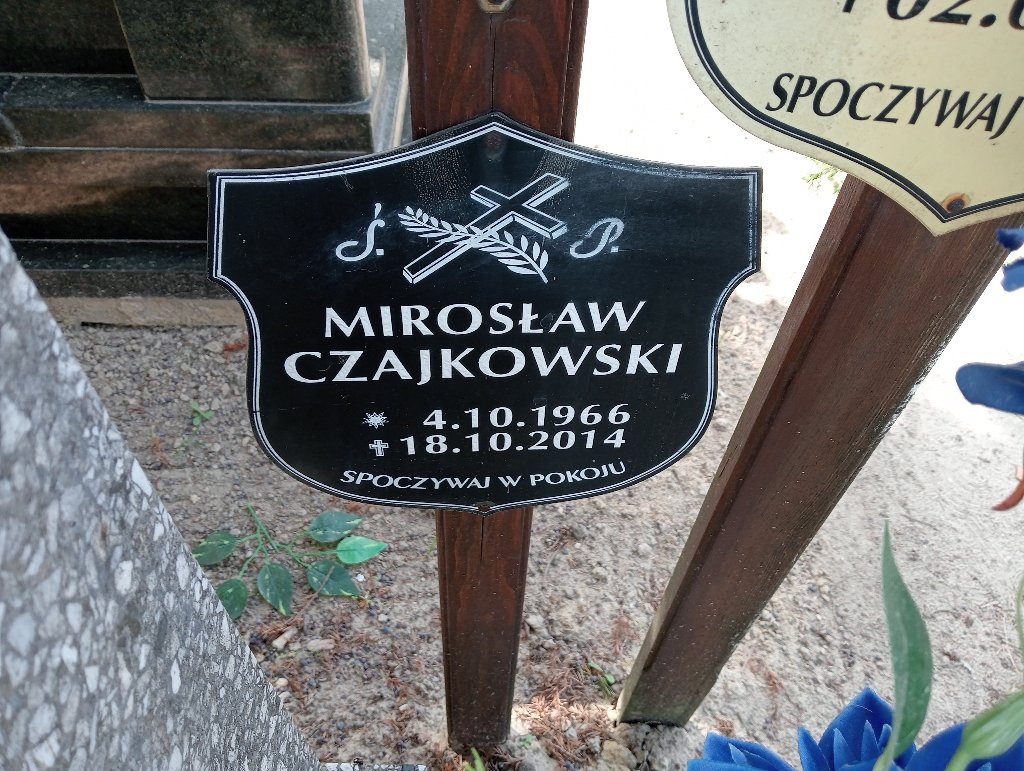 Ś. P.
MIROSŁAW
CZAJKOWSKI
4.10.1966
18.10.2014
SPOCZYWAJ W POKOJU
SPOCZYWAJ